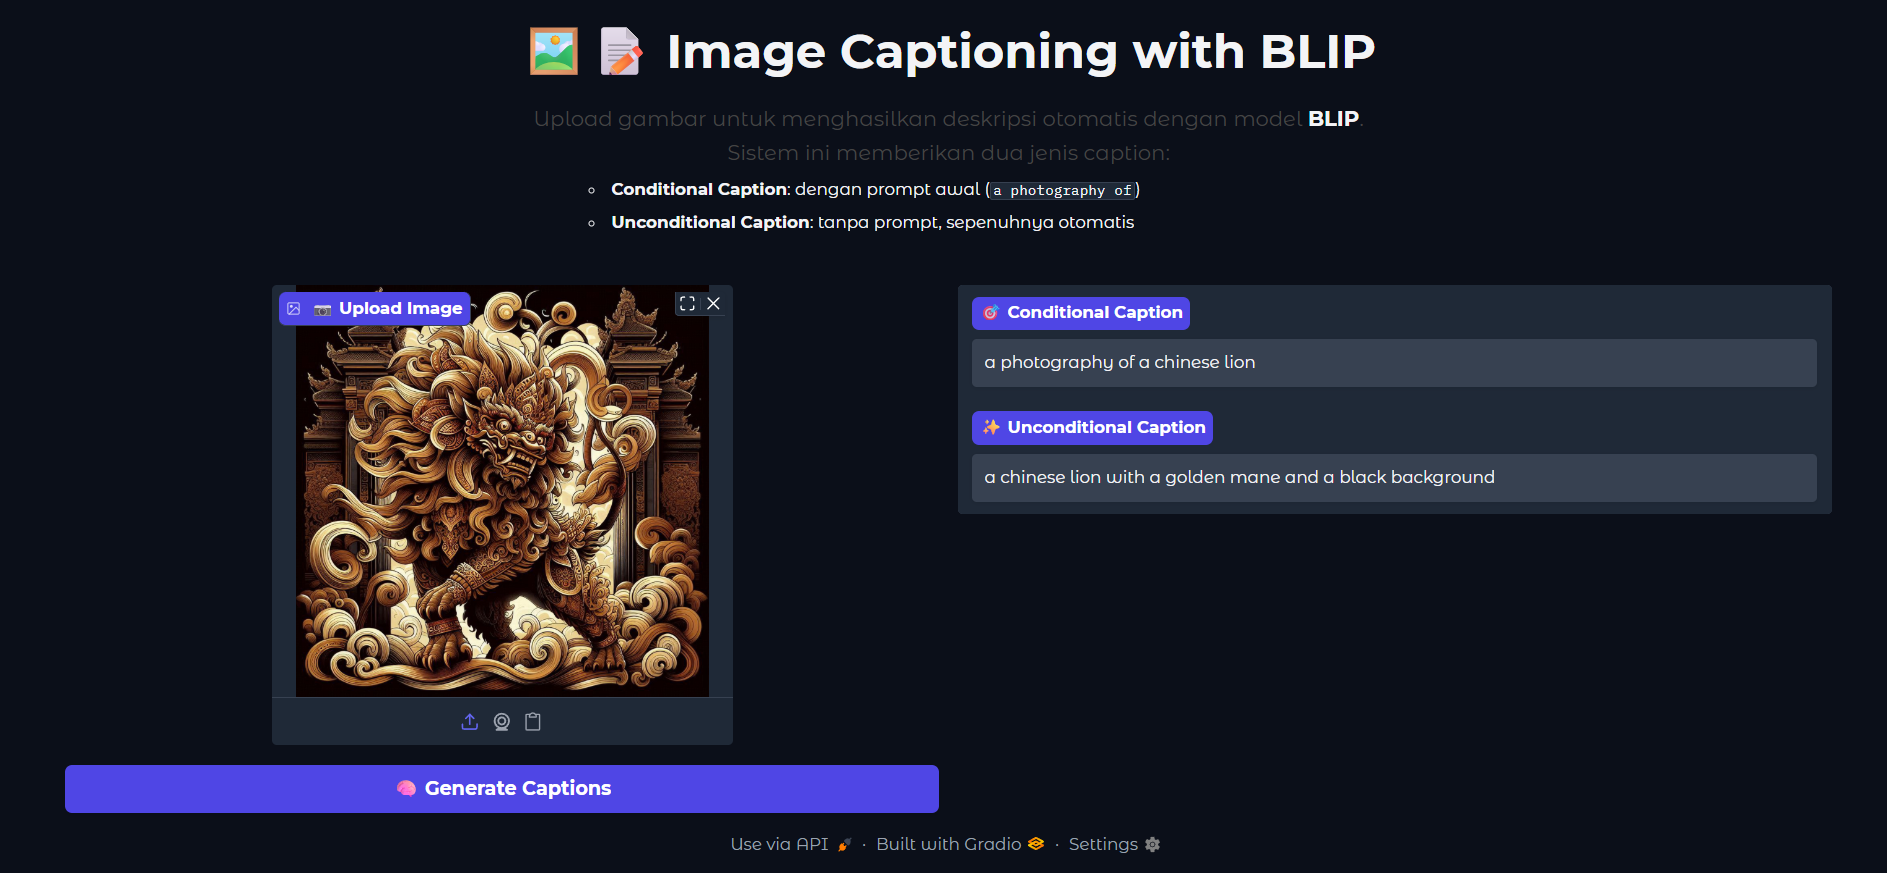 Image Captioning with BLIP
Upload gambar untuk menghasilkan deskripsi otomatis dengan model BLIP.
Sistem ini memberikan dua jenis caption:
Conditional Caption: dengan prompt awal (a photography of)
Unconditional Caption: tanpa prompt, sepenuhnya otomatis
Upload Image
Conditional Caption
a photography of a chinese lion
Unconditional Caption
a chinese lion with a golden mane and a black background
Generate Captions
Use via API · Built with Gradio · Settings